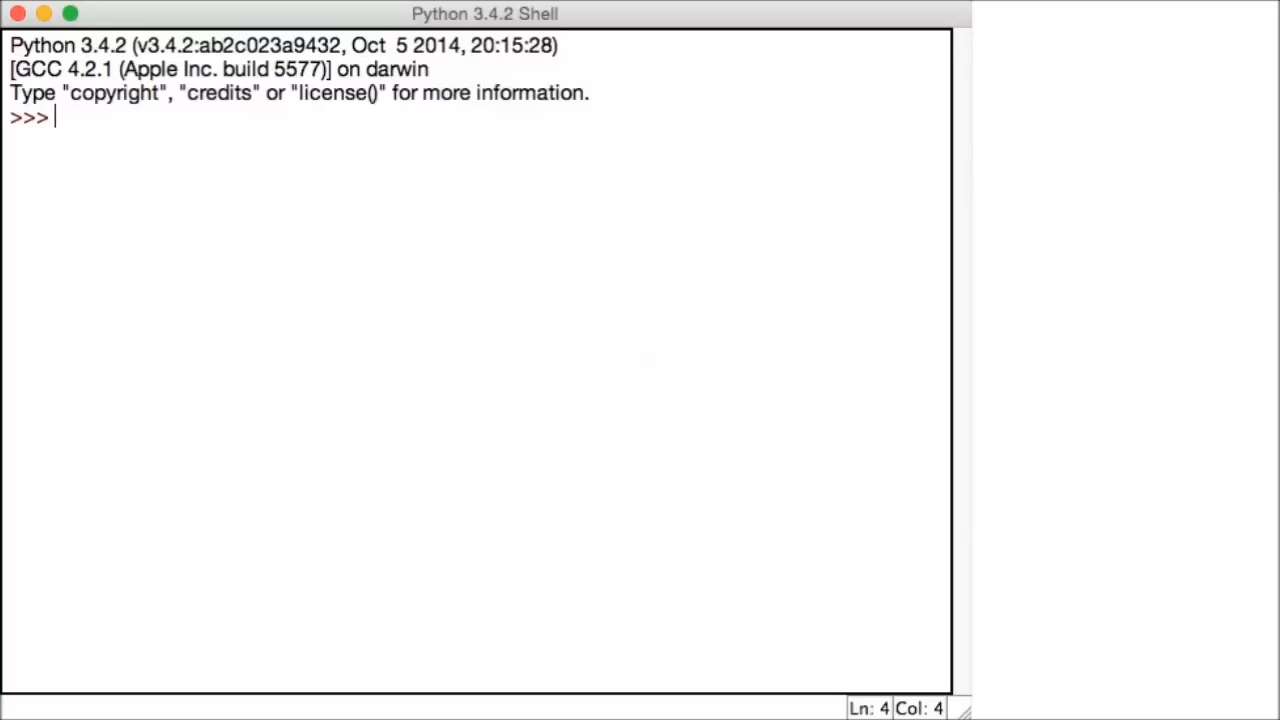 Python 3.4.2 Shell
Python 3.4.2 (v3.4.2:ab2c023a9432, Oct  5 2014, 20:15:28)
[GCC 4.2.1 (Apple Inc. build 5577)] on darwin
Type "copyright", "credits" or "license()" for more information.
>>>
Ln: 4 Col: 4